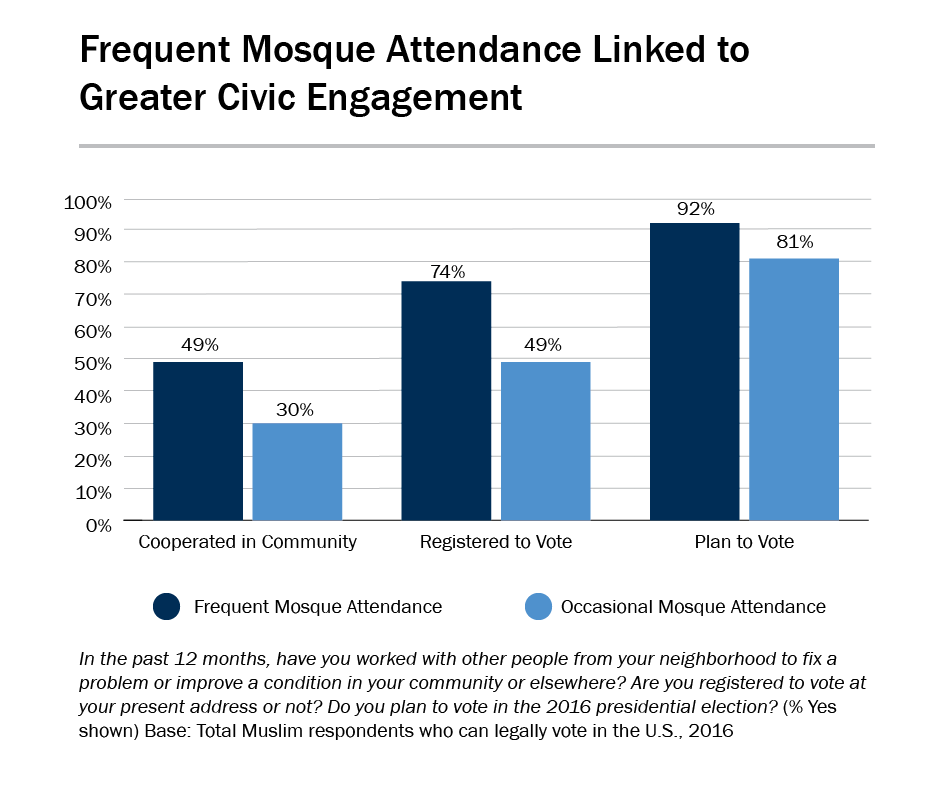 Frequent Mosque Attendance Linked to
Greater Civic Engagement
100%
90%
80%
70%
60%
50%
40%
30%
20%
10%
0%
49%
30%
74%
49%
92%
81%
Cooperated in Community
Registered to Vote
Plan to Vote
Frequent Mosque Attendance
Occasional Mosque Attendance
In the past 12 months, have you worked with other people from your neighborhood to fix a
problem or improve a condition in your community or elsewhere? Are you registered to vote at
your present address or not? Do you plan to vote in the 2016 presidential election? (% Yes
shown) Base: Total Muslim respondents who can legally vote in the U.S., 2016